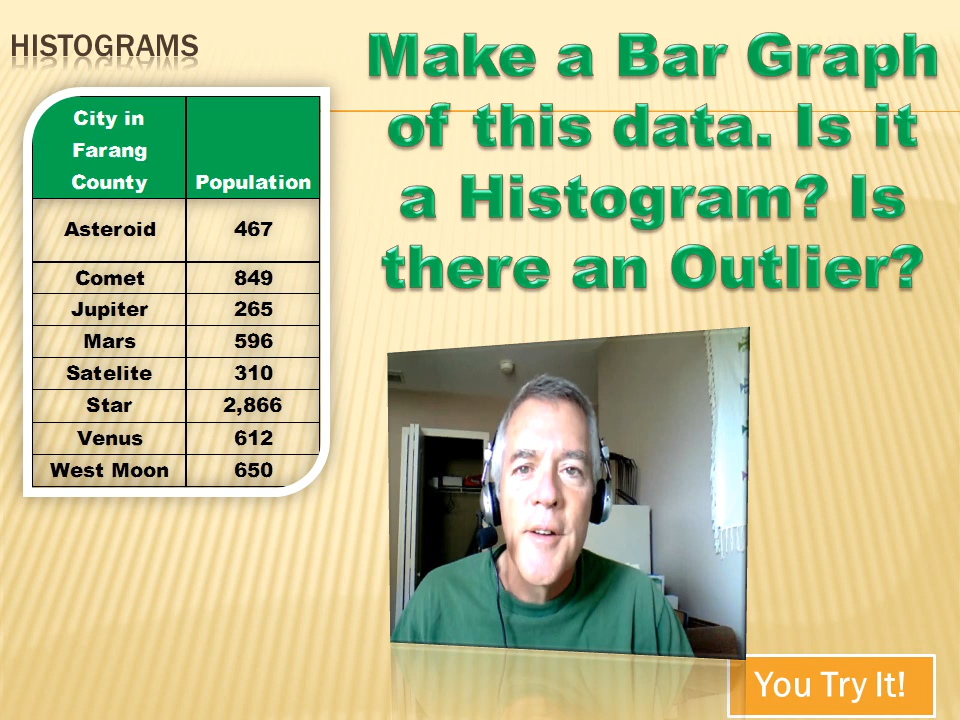 HISTOGRAMS
Make a Bar Graph
of this data. Is it
a Histogram? Is
there an Outlier?
City in
Farang
County Population
Asteroid 467
Comet 849
Jupiter 265
Mars 596
Satelite 310
Star 2,866
Venus 612
West Moon 650
You Try It!